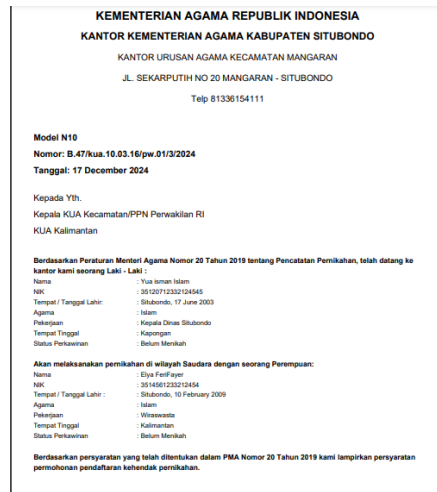 KEMENTERIAN AGAMA REPUBLIK INDONESIA
KANTOR KEMENTERIAN AGAMA KABUPATEN SITUBONDO
KANTOR URUSAN AGAMA KECAMATAN MANGARAN
JL. SEKARPUTIH NO 20 MANGARAN - SITUBONDO
Telp 81336154111
Model N10
Nomor: B.47/kua.10.03.16/pw.01/3/2024
Tanggal: 17 December 2024
Kepada Yth.
Kepala KUA Kecamatan/PPN Perwakilan RI
KUA Kalimantan
Berdasarkan Peraturan Menteri Agama Nomor 20 Tahun 2019 tentang Pencatatan Pernikahan, telah datang ke
kantor kami seorang Laki - Laki :
Nama : Yua isman Islam
NIK : 35120712332124545
Tempat / Tanggal Lahir: : Situbondo, 17 June 2003
Agama : Islam
Pekerjaan : Kepala Dinas Situbondo
Tempat Tinggal : Kapongan
Status Perkawinan : Belum Menikah
Akan melaksanakan pernikahan di wilayah Saudara dengan seorang Perempuan:
Nama : Elya FeriFayer
NIK : 3514561233212454
Tempat / Tanggal Lahir : : Situbondo, 10 February 2009
Agama : Islam
Pekerjaan : Wiraswasta
Tempat Tinggal : Kalimantan
Status Perkawinan : Belum Menikah
Berdasarkan persyaratan yang telah ditentukan dalam PMA Nomor 20 Tahun 2019 kami lampirkan persyaratan
permohonan pendaftaran kehendak pernikahan.